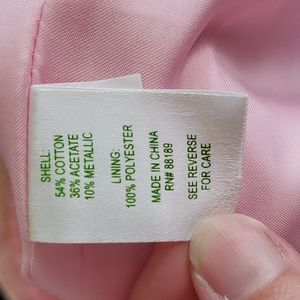 SHELL:
54% COTTON
36% ACETATE
10% METALLIC
LINING:
100% POLYESTER
MADE IN CHINA
RN# 88189
SEE REVERSE
FOR CARE